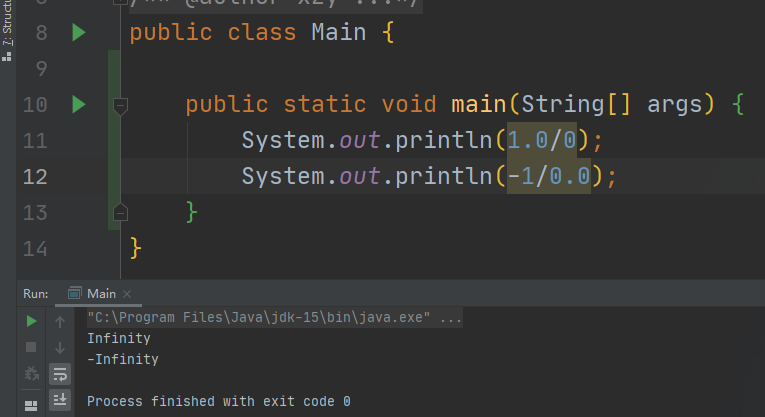 7: Structure
/** @author xzy ...*/
8 public class Main {
9
10 public static void main(String[] args) {
11 System.out.println(1.0/0);
12 System.out.println(-1/0.0);
13 }
14 }
Run: Main ×
"C:\Program Files\Java\jdk-15\bin\java.exe" ...
Infinity
-Infinity
Process finished with exit code 0